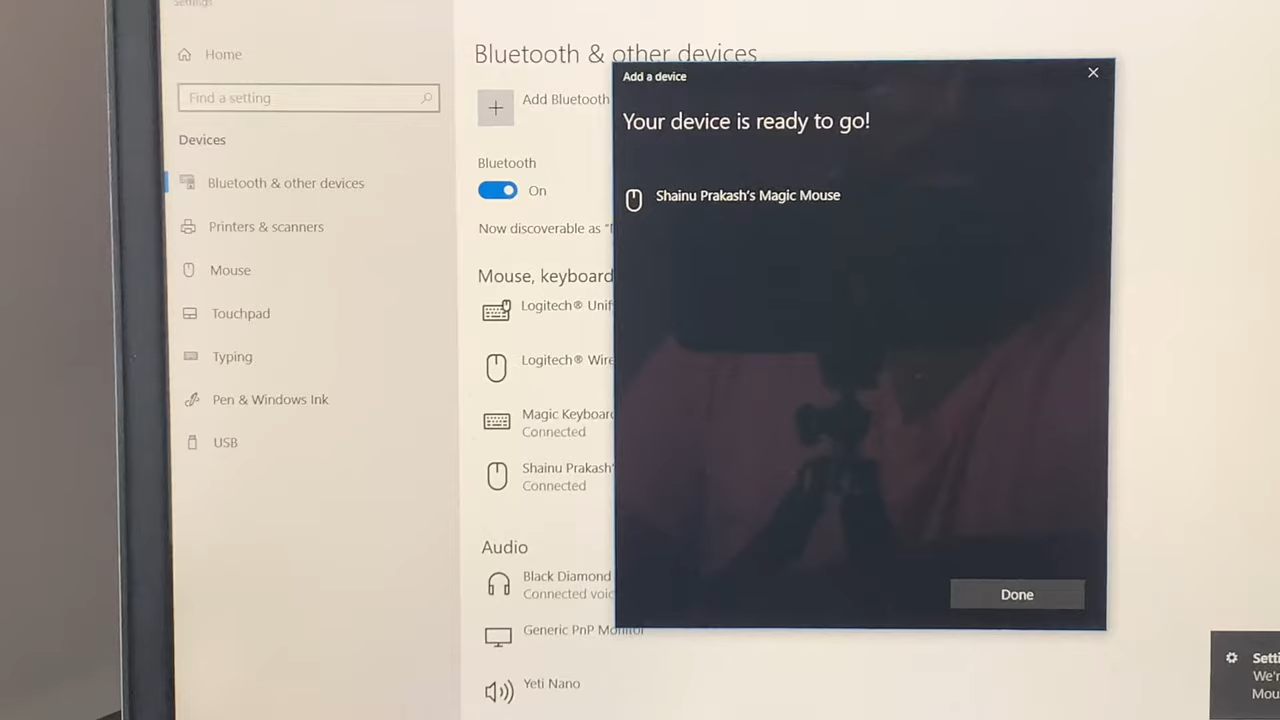 Settings
Home
Find a setting
Devices
Bluetooth & other devices
Printers & scanners
Mouse
Touchpad
Typing
Pen & Windows Ink
USB
Bluetooth & other devices
Add Bluetooth
Bluetooth
On
Now discoverable as
Mouse, keyboard
Logitech® Unif
Logitech® Wire
Magic Keyboard
Connected
Shainu Prakash'
Connected
Audio
Black Diamond
Connected voic
Generic PnP Monitor
Yeti Nano
Add a device
Your device is ready to go!
Shainu Prakash's Magic Mouse
Done
Setti
We'r
Mou